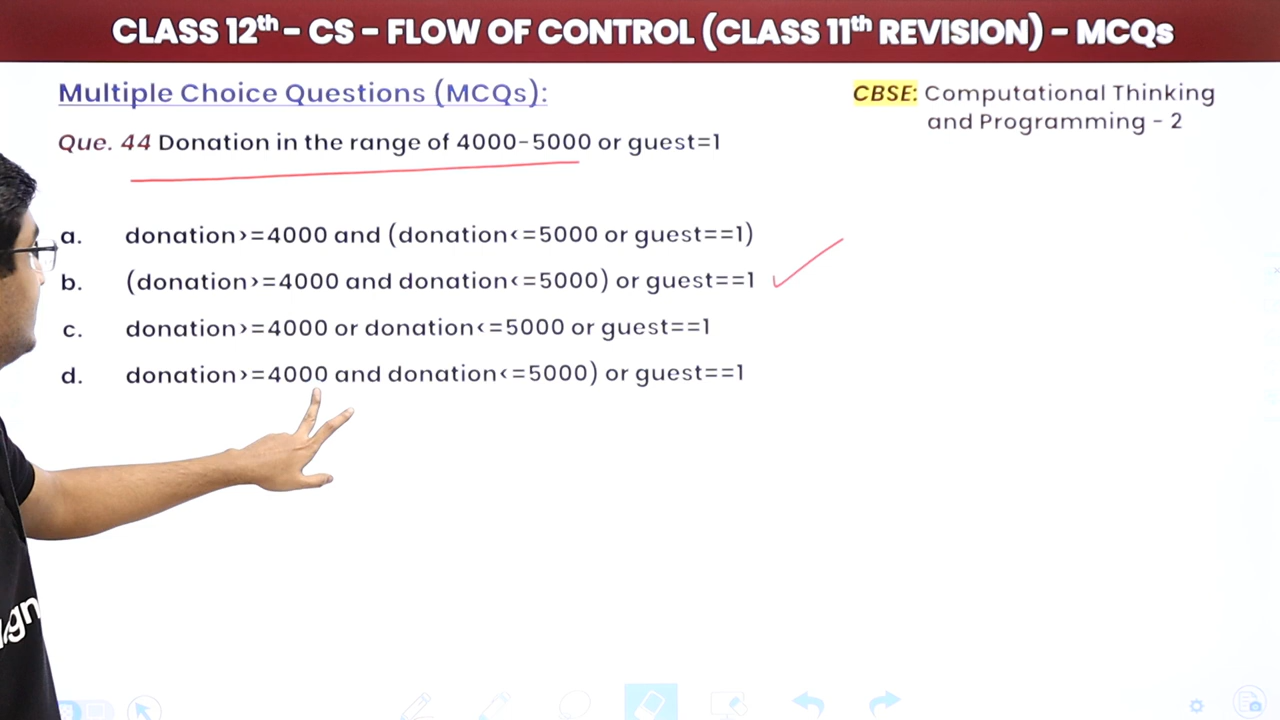 CLASS 12th - CS - FLOW OF CONTROL (CLASS 11th REVISION) - MCQs
Multiple Choice Questions (MCQs):
CBSE: Computational Thinking
and Programming - 2
Que. 44 Donation in the range of 4000-5000 or guest=1
a. donation>=4000 and (donation<=5000 or guest==1)
b. (donation>=4000 and donation<=5000) or guest==1
c. donation>=4000 or donation<=5000 or guest==1
d. donation>=4000 and donation<=5000) or guest==1